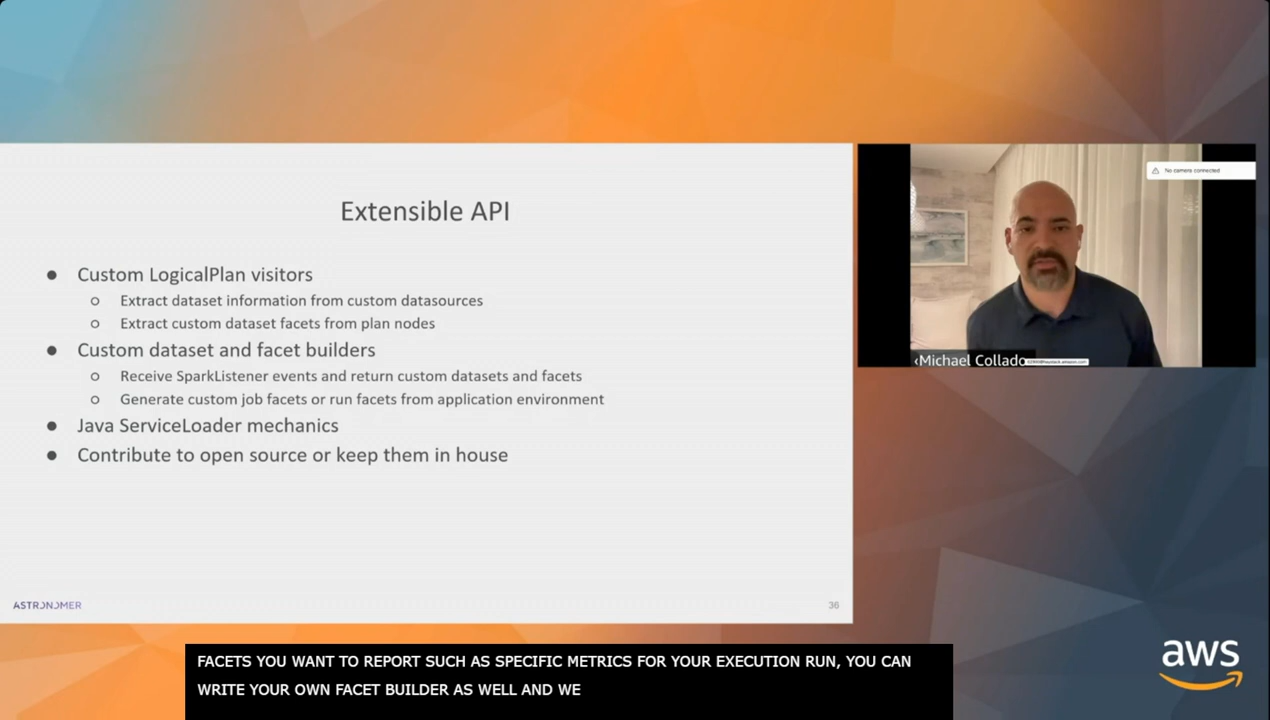 Extensible API
● Custom LogicalPlan visitors
○ Extract dataset information from custom datasources
○ Extract custom dataset facets from plan nodes
● Custom dataset and facet builders
○ Receive SparkListener events and return custom datasets and facets
○ Generate custom job facets or run facets from application environment
● Java ServiceLoader mechanics
● Contribute to open source or keep them in house
ASTRONOMER
36
No camera connected
Michael Collado
FACETS YOU WANT TO REPORT SUCH AS SPECIFIC METRICS FOR YOUR EXECUTION RUN, YOU CAN
WRITE YOUR OWN FACET BUILDER AS WELL AND WE
aws